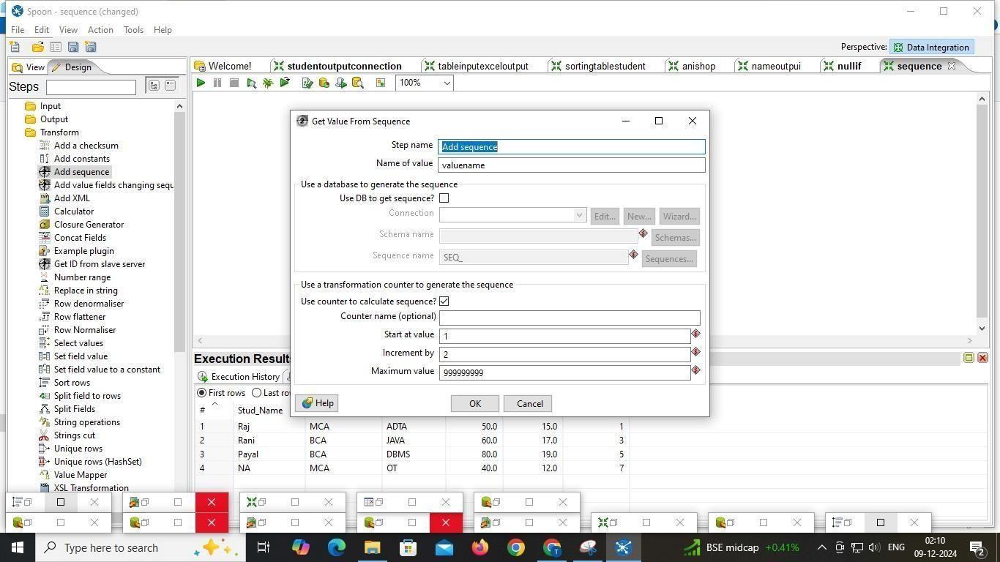 Spoon - sequence (changed)
File Edit View Action Tools Help
Perspective: Data Integration
View Design
Welcome! studentoutputconnection tableinputexceloutput sortingtablestudent anishop nameoutpui nullif sequence
Steps
100%
Input
Output
Transform
Add a checksum
Add constants
Add sequence
Add value fields changing sequ
Add XML
Calculator
Closure Generator
Concat Fields
Example plugin
Get ID from slave server
Number range
Replace in string
Row denormaliser
Row flattener
Row Normaliser
Select values
Set field value
Set field value to a constant
Sort rows
Split field to rows
Split Fields
String operations
Strings cut
Unique rows
Unique rows (HashSet)
Value Mapper
XSL Transformation
Get Value From Sequence
Step name Add sequence
Name of value valuename
Use a database to generate the sequence
Use DB to get sequence?
Connection Edit... New... Wizard...
Schema name Schemas...
Sequence name SEQ_ Sequences...
Use a transformation counter to generate the sequence
Use counter to calculate sequence?
Counter name (optional)
Start at value 1
Increment by 2
Maximum value 999999999
Help OK Cancel
Execution Results
Execution History
First rows Last ro
# Stud_Name
1 Raj MCA ADTA 50.0 15.0 1
2 Rani BCA JAVA 60.0 17.0 3
3 Payal BCA DBMS 80.0 19.0 5
4 NA MCA OT 40.0 12.0 7
Type here to search
BSE midcap +0.41%
ENG
02:10
09-12-2024
2